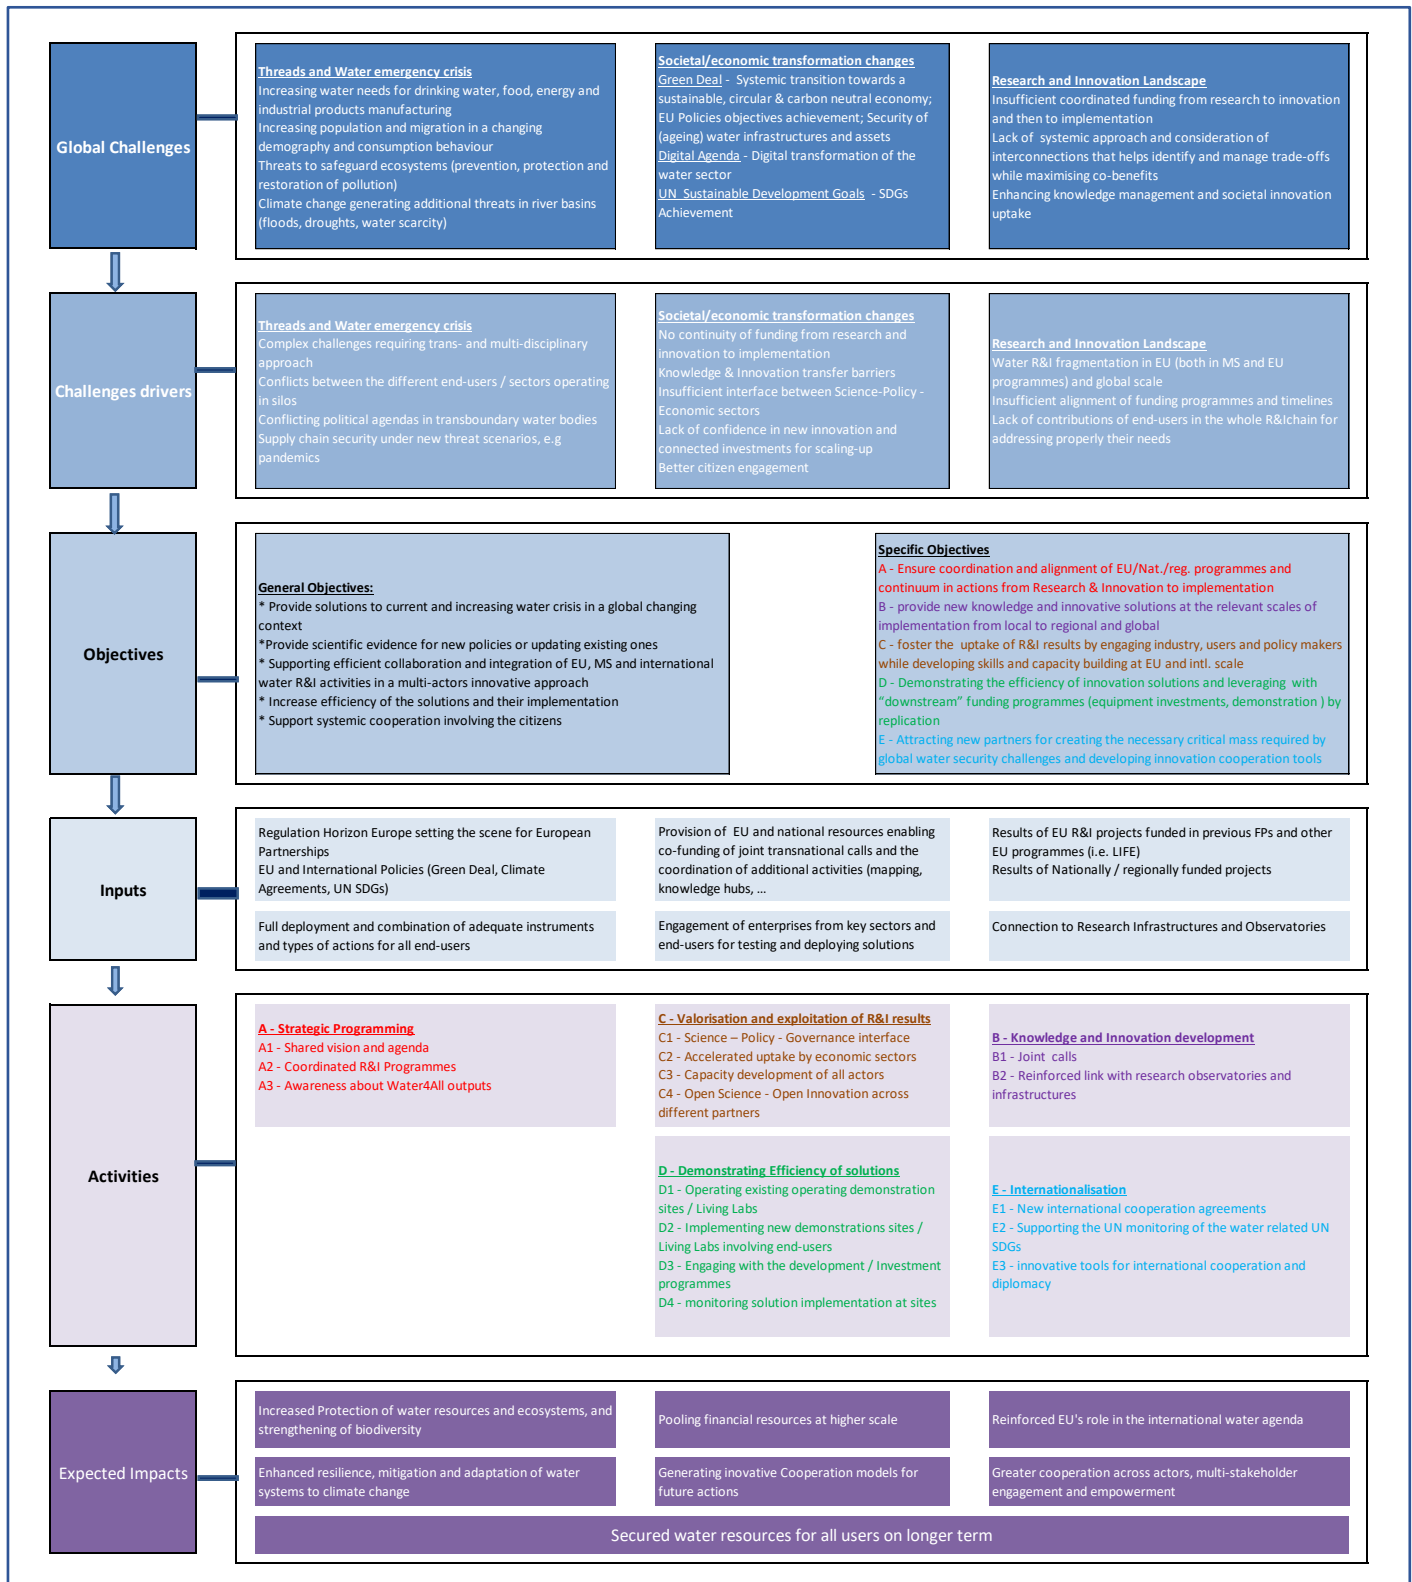 Global Challenges
Threads and Water emergency crisis
Increasing water needs for drinking water, food, energy and
industrial products manufacturing
Increasing population and migration in a changing
demography and consumption behaviour
Threats to safeguard ecosystems (prevention, protection and
restoration of pollution)
Climate change generating additional threats in river basins
(floods, droughts, water scarcity)
Societal/economic transformation changes
Green Deal - Systemic transition towards a
sustainable, circular & carbon neutral economy;
EU Policies objectives achievement; Security of
(ageing) water infrastructures and assets
Digital Agenda - Digital transformation of the
water sector
UN Sustainable Development Goals - SDGs
Achievement
Research and Innovation Landscape
Insufficient coordinated funding from research to innovation
and then to implementation
Lack of systemic approach and consideration of
interconnections that helps identify and manage trade-offs
while maximising co-benefits
Enhancing knowledge management and societal innovation
uptake
Challenges drivers
Threads and Water emergency crisis
Complex challenges requiring trans- and multi-disciplinary
approach
Conflicts between the different end-users / sectors operating
in silos
Conflicting political agendas in transboundary water bodies
Supply chain security under new threat scenarios, e.g
pandemics
Societal/economic transformation changes
No continuity of funding from research and
innovation to implementation
Knowledge & Innovation transfer barriers
Insufficient interface between Science-Policy -
Economic sectors
Lack of confidence in new innovation and
connected investments for scaling-up
Better citizen engagement
Research and Innovation Landscape
Water R&I fragmentation in EU (both in MS and EU
programmes) and global scale
Insufficient alignment of funding programmes and timelines
Lack of contributions of end-users in the whole R&Ichain for
addressing properly their needs
Objectives
General Objectives:
* Provide solutions to current and increasing water crisis in a global changing
context
*Provide scientific evidence for new policies or updating existing ones
* Supporting efficient collaboration and integration of EU, MS and international
water R&I activities in a multi-actors innovative approach
* Increase efficiency of the solutions and their implementation
* Support systemic cooperation involving the citizens
Specific Objectives
A - Ensure coordination and alignment of EU/Nat./reg. programmes and
continuum in actions from Research & Innovation to implementation
B - provide new knowledge and innovative solutions at the relevant scales of
implementation from local to regional and global
C - foster the uptake of R&I results by engaging industry, users and policy makers
while developing skills and capacity building at EU and intl. scale
D - Demonstrating the efficiency of innovation solutions and leveraging with
“downstream” funding programmes (equipment investments, demonstration ) by
replication
E - Attracting new partners for creating the necessary critical mass required by
global water security challenges and developing innovation cooperation tools
Inputs
Regulation Horizon Europe setting the scene for European
Partnerships
EU and International Policies (Green Deal, Climate
Agreements, UN SDGs)
Provision of EU and national resources enabling
co-funding of joint transnational calls and the
coordination of additional activities (mapping,
knowledge hubs, ...
Results of EU R&I projects funded in previous FPs and other
EU programmes (i.e. LIFE)
Results of Nationally / regionally funded projects
Full deployment and combination of adequate instruments
and types of actions for all end-users
Engagement of enterprises from key sectors and
end-users for testing and deploying solutions
Connection to Research Infrastructures and Observatories
Activities
A - Strategic Programming
A1 - Shared vision and agenda
A2 - Coordinated R&I Programmes
A3 - Awareness about Water4All outputs
C - Valorisation and exploitation of R&I results
C1 - Science – Policy - Governance interface
C2 - Accelerated uptake by economic sectors
C3 - Capacity development of all actors
C4 - Open Science - Open Innovation across
different partners
B - Knowledge and Innovation development
B1 - Joint calls
B2 - Reinforced link with research observatories and
infrastructures
D - Demonstrating Efficiency of solutions
D1 - Operating existing operating demonstration
sites / Living Labs
D2 - Implementing new demonstrations sites /
Living Labs involving end-users
D3 - Engaging with the development / Investment
programmes
D4 - monitoring solution implementation at sites
E - Internationalisation
E1 - New international cooperation agreements
E2 - Supporting the UN monitoring of the water related UN
SDGs
E3 - innovative tools for international cooperation and
diplomacy
Expected Impacts
Increased Protection of water resources and ecosystems, and
strengthening of biodiversity
Pooling financial resources at higher scale
Reinforced EU's role in the international water agenda
Enhanced resilience, mitigation and adaptation of water
systems to climate change
Generating inovative Cooperation models for
future actions
Greater cooperation across actors, multi-stakeholder
engagement and empowerment
Secured water resources for all users on longer term